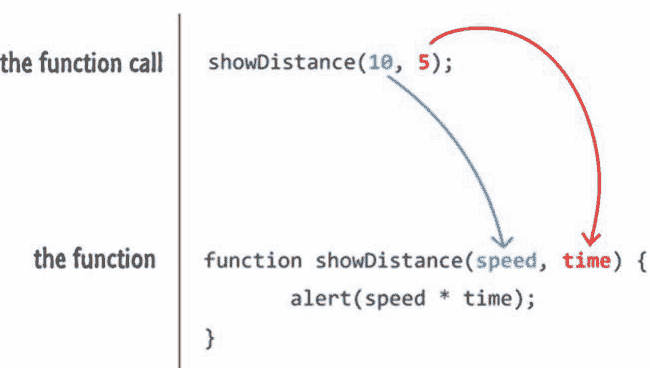 the function call
showDistance(10, 5);
the function
function showDistance(speed, time) {
alert(speed * time);
}